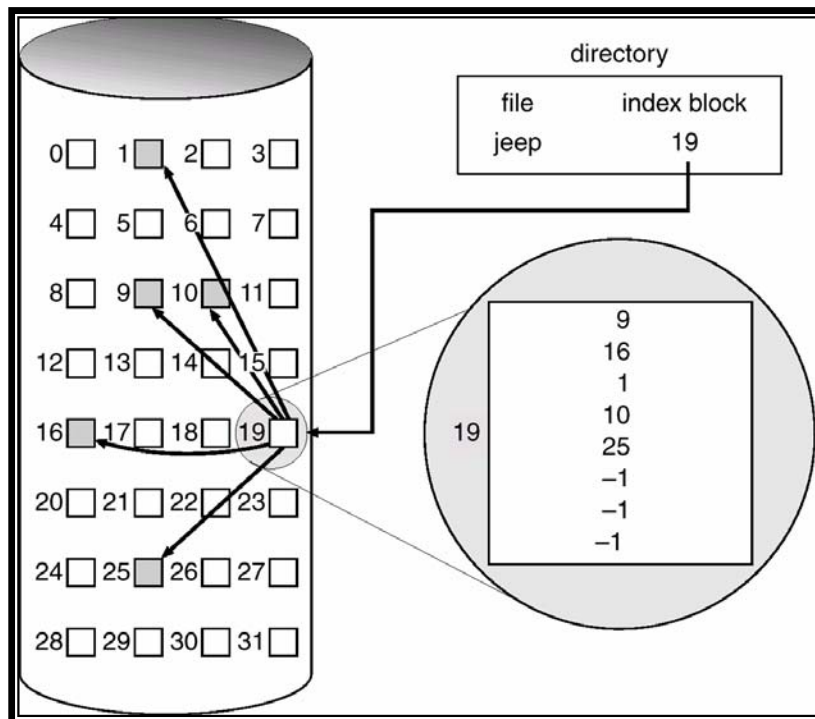 directory
file index block
jeep 19
0 1 2 3
4 5 6 7
8 9 10 11
12 13 14 15
16 17 18 19
20 21 22 23
24 25 26 27
28 29 30 31
19
9
16
1
10
25
–1
–1
–1